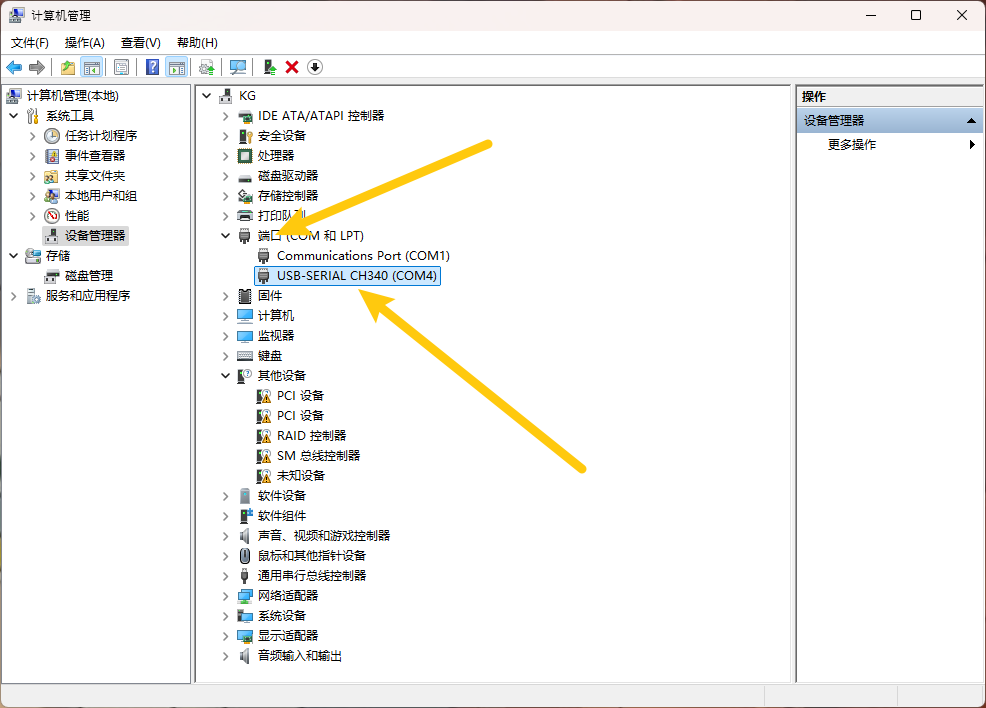 计算机管理
文件(F) 操作(A) 查看(V) 帮助(H)
计算机管理(本地)
系统工具
任务计划程序
事件查看器
共享文件夹
本地用户和组
性能
设备管理器
存储
磁盘管理
服务和应用程序
KG
IDE ATA/ATAPI 控制器
安全设备
处理器
磁盘驱动器
存储控制器
打印队列
端口 (COM 和 LPT)
Communications Port (COM1)
USB-SERIAL CH340 (COM4)
固件
计算机
监视器
键盘
其他设备
PCI 设备
PCI 设备
RAID 控制器
SM 总线控制器
未知设备
软件设备
软件组件
声音、视频和游戏控制器
鼠标和其他指针设备
通用串行总线控制器
网络适配器
系统设备
显示适配器
音频输入和输出
操作
设备管理器
更多操作